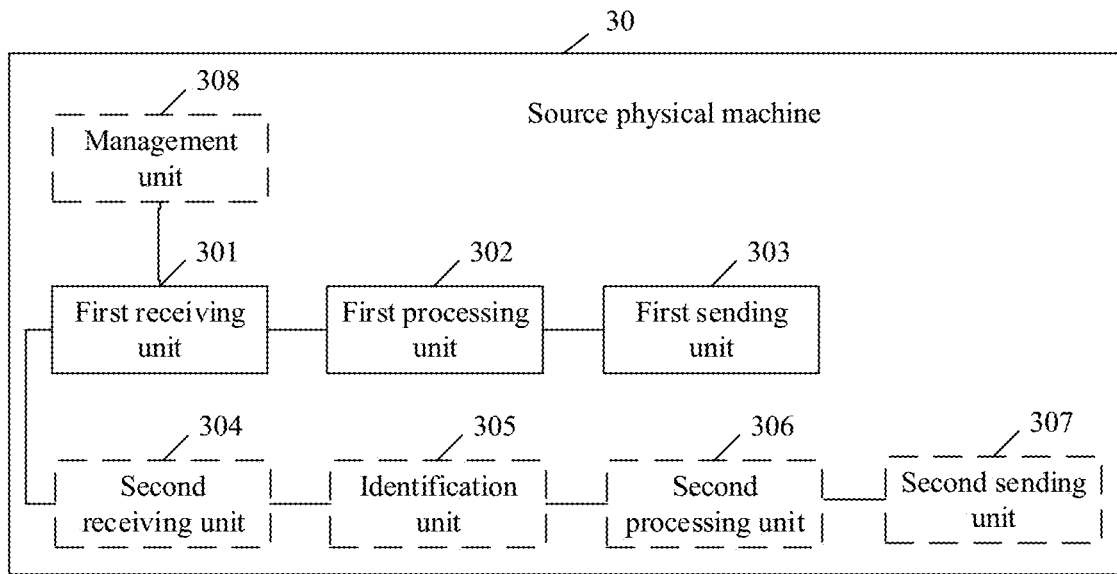 30
308
Source physical machine
Management
unit
301
302
303
First receiving
unit
First processing
unit
First sending
unit
304
305
306
307
Second
receiving unit
Identification
unit
Second
processing unit
Second sending
unit